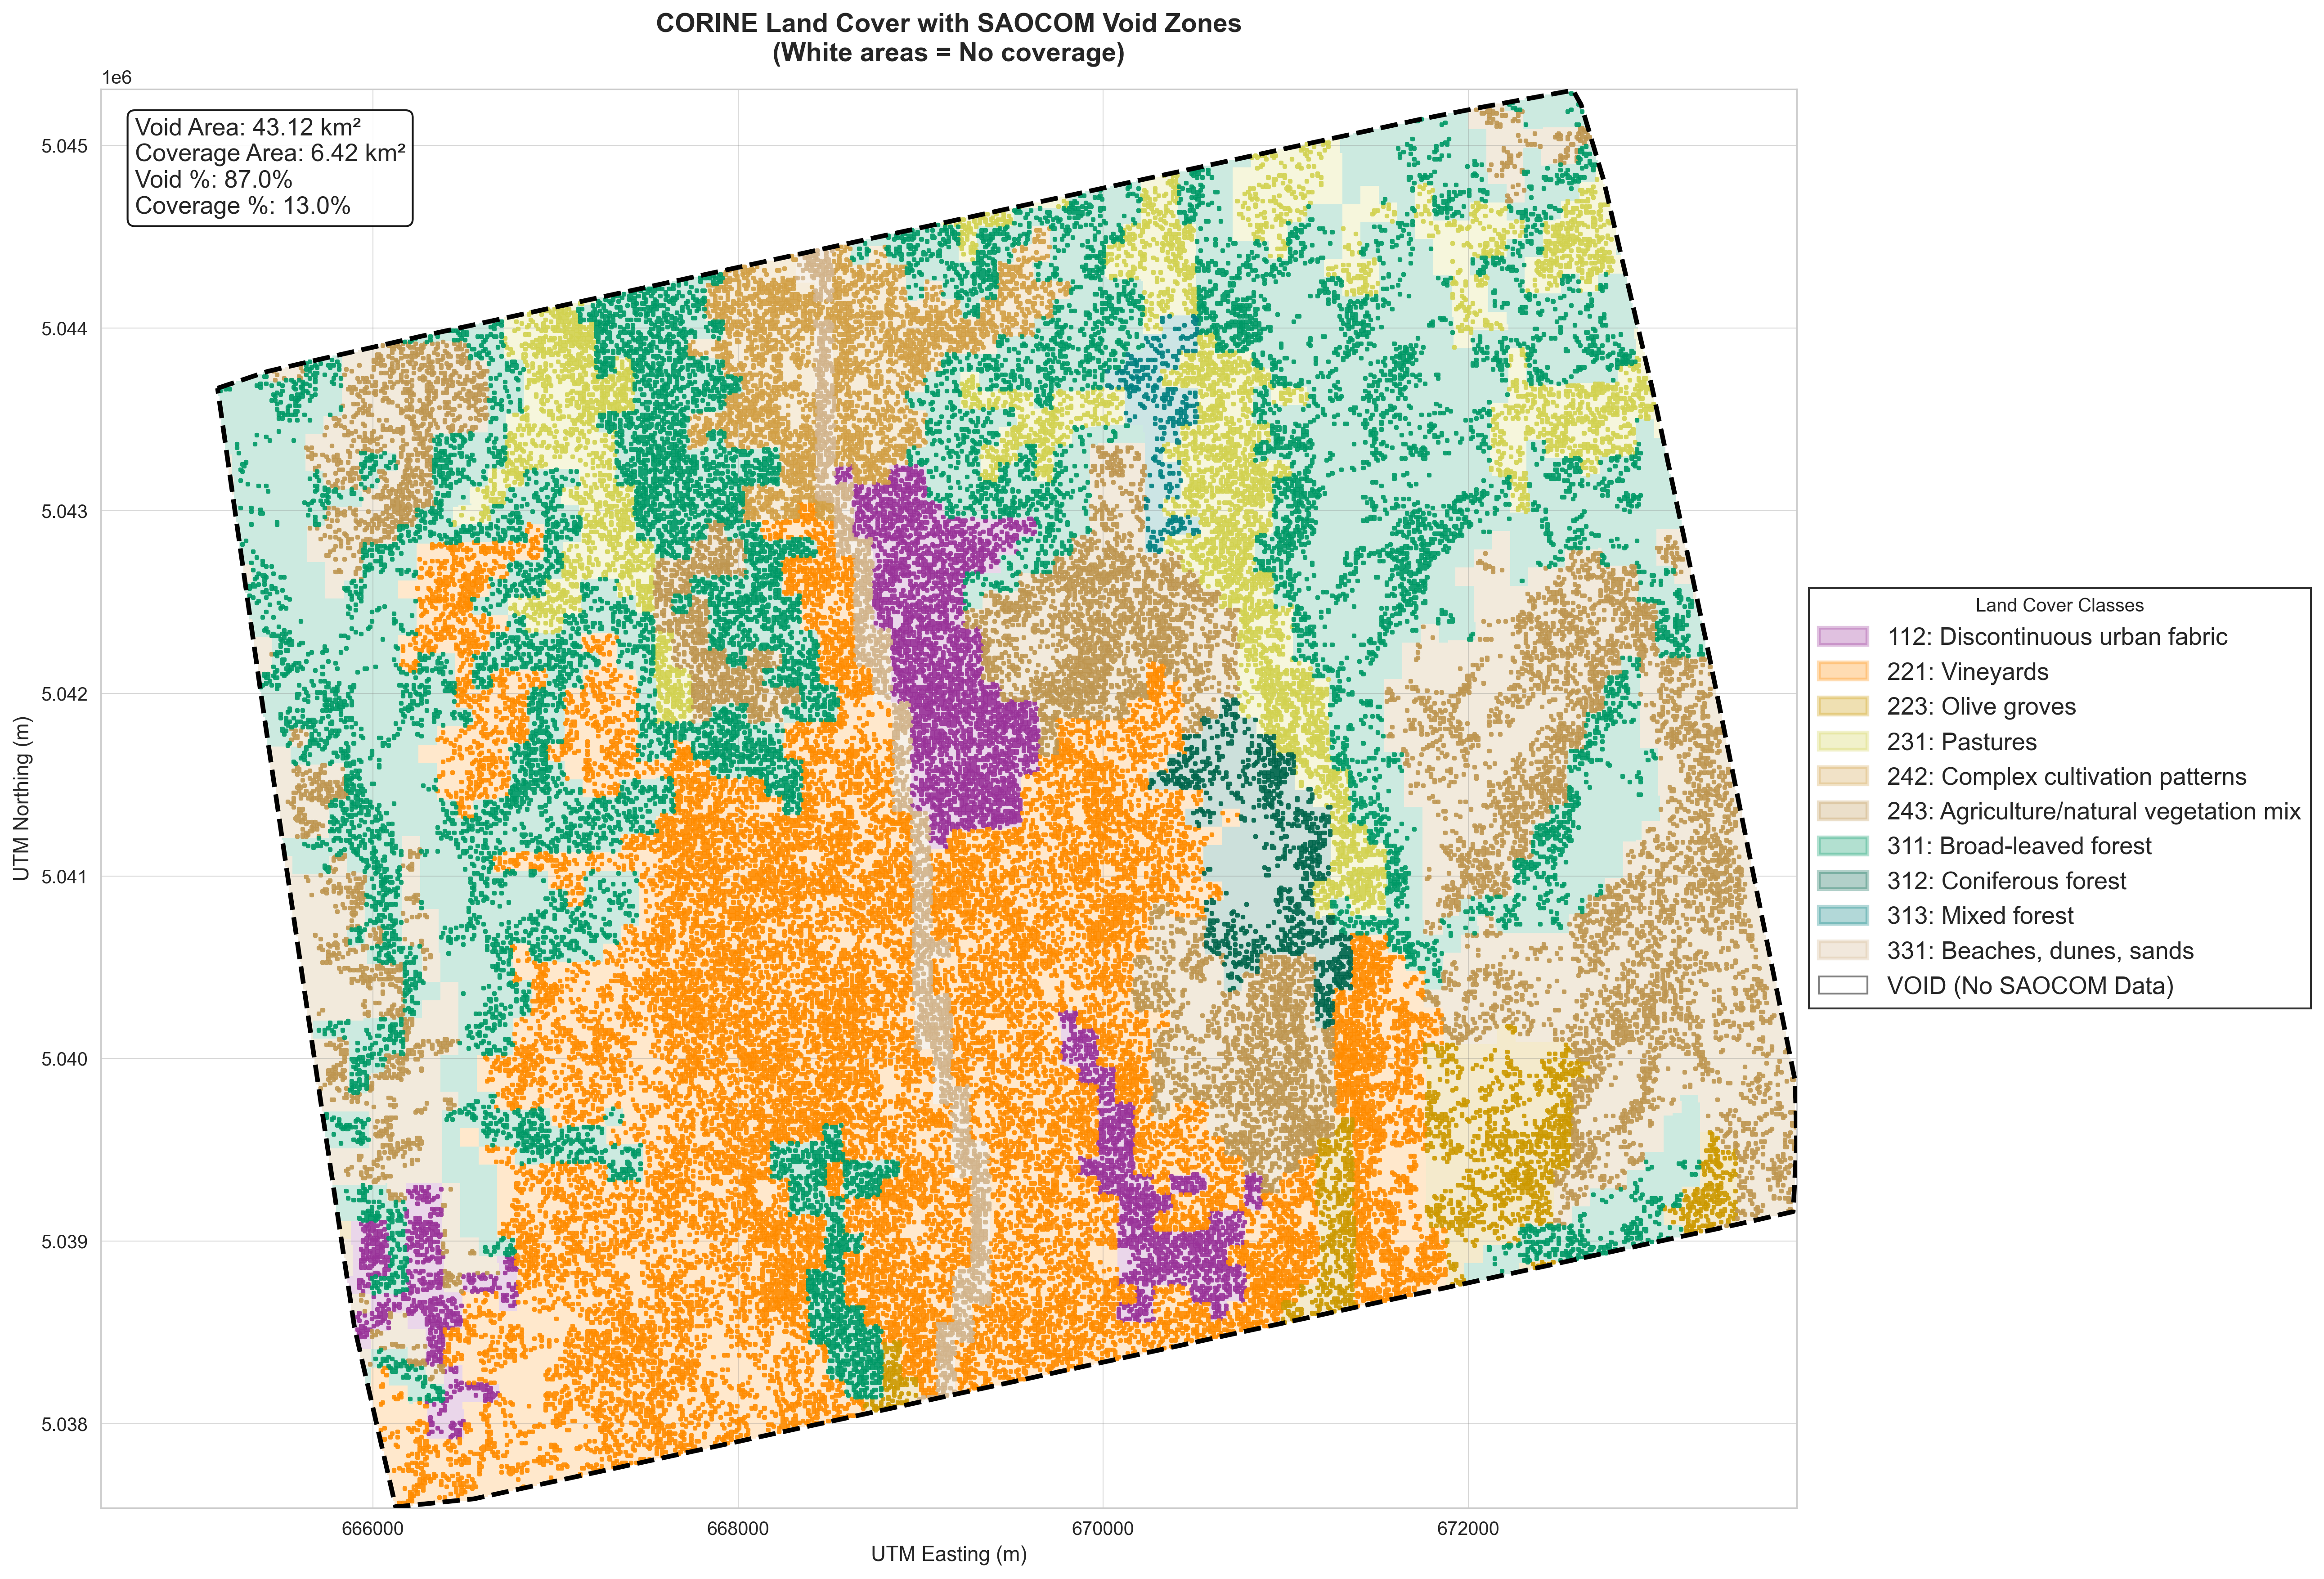 CORINE Land Cover with SAOCOM Void Zones
(White areas = No coverage)
1e6
Void Area: 43.12 km²
Coverage Area: 6.42 km²
Void %: 87.0%
Coverage %: 13.0%
5.045
5.044
5.043
5.042
5.041
5.040
5.039
5.038
UTM Northing (m)
666000
668000
670000
672000
UTM Easting (m)
Land Cover Classes
112: Discontinuous urban fabric
221: Vineyards
223: Olive groves
231: Pastures
242: Complex cultivation patterns
243: Agriculture/natural vegetation mix
311: Broad-leaved forest
312: Coniferous forest
313: Mixed forest
331: Beaches, dunes, sands
VOID (No SAOCOM Data)